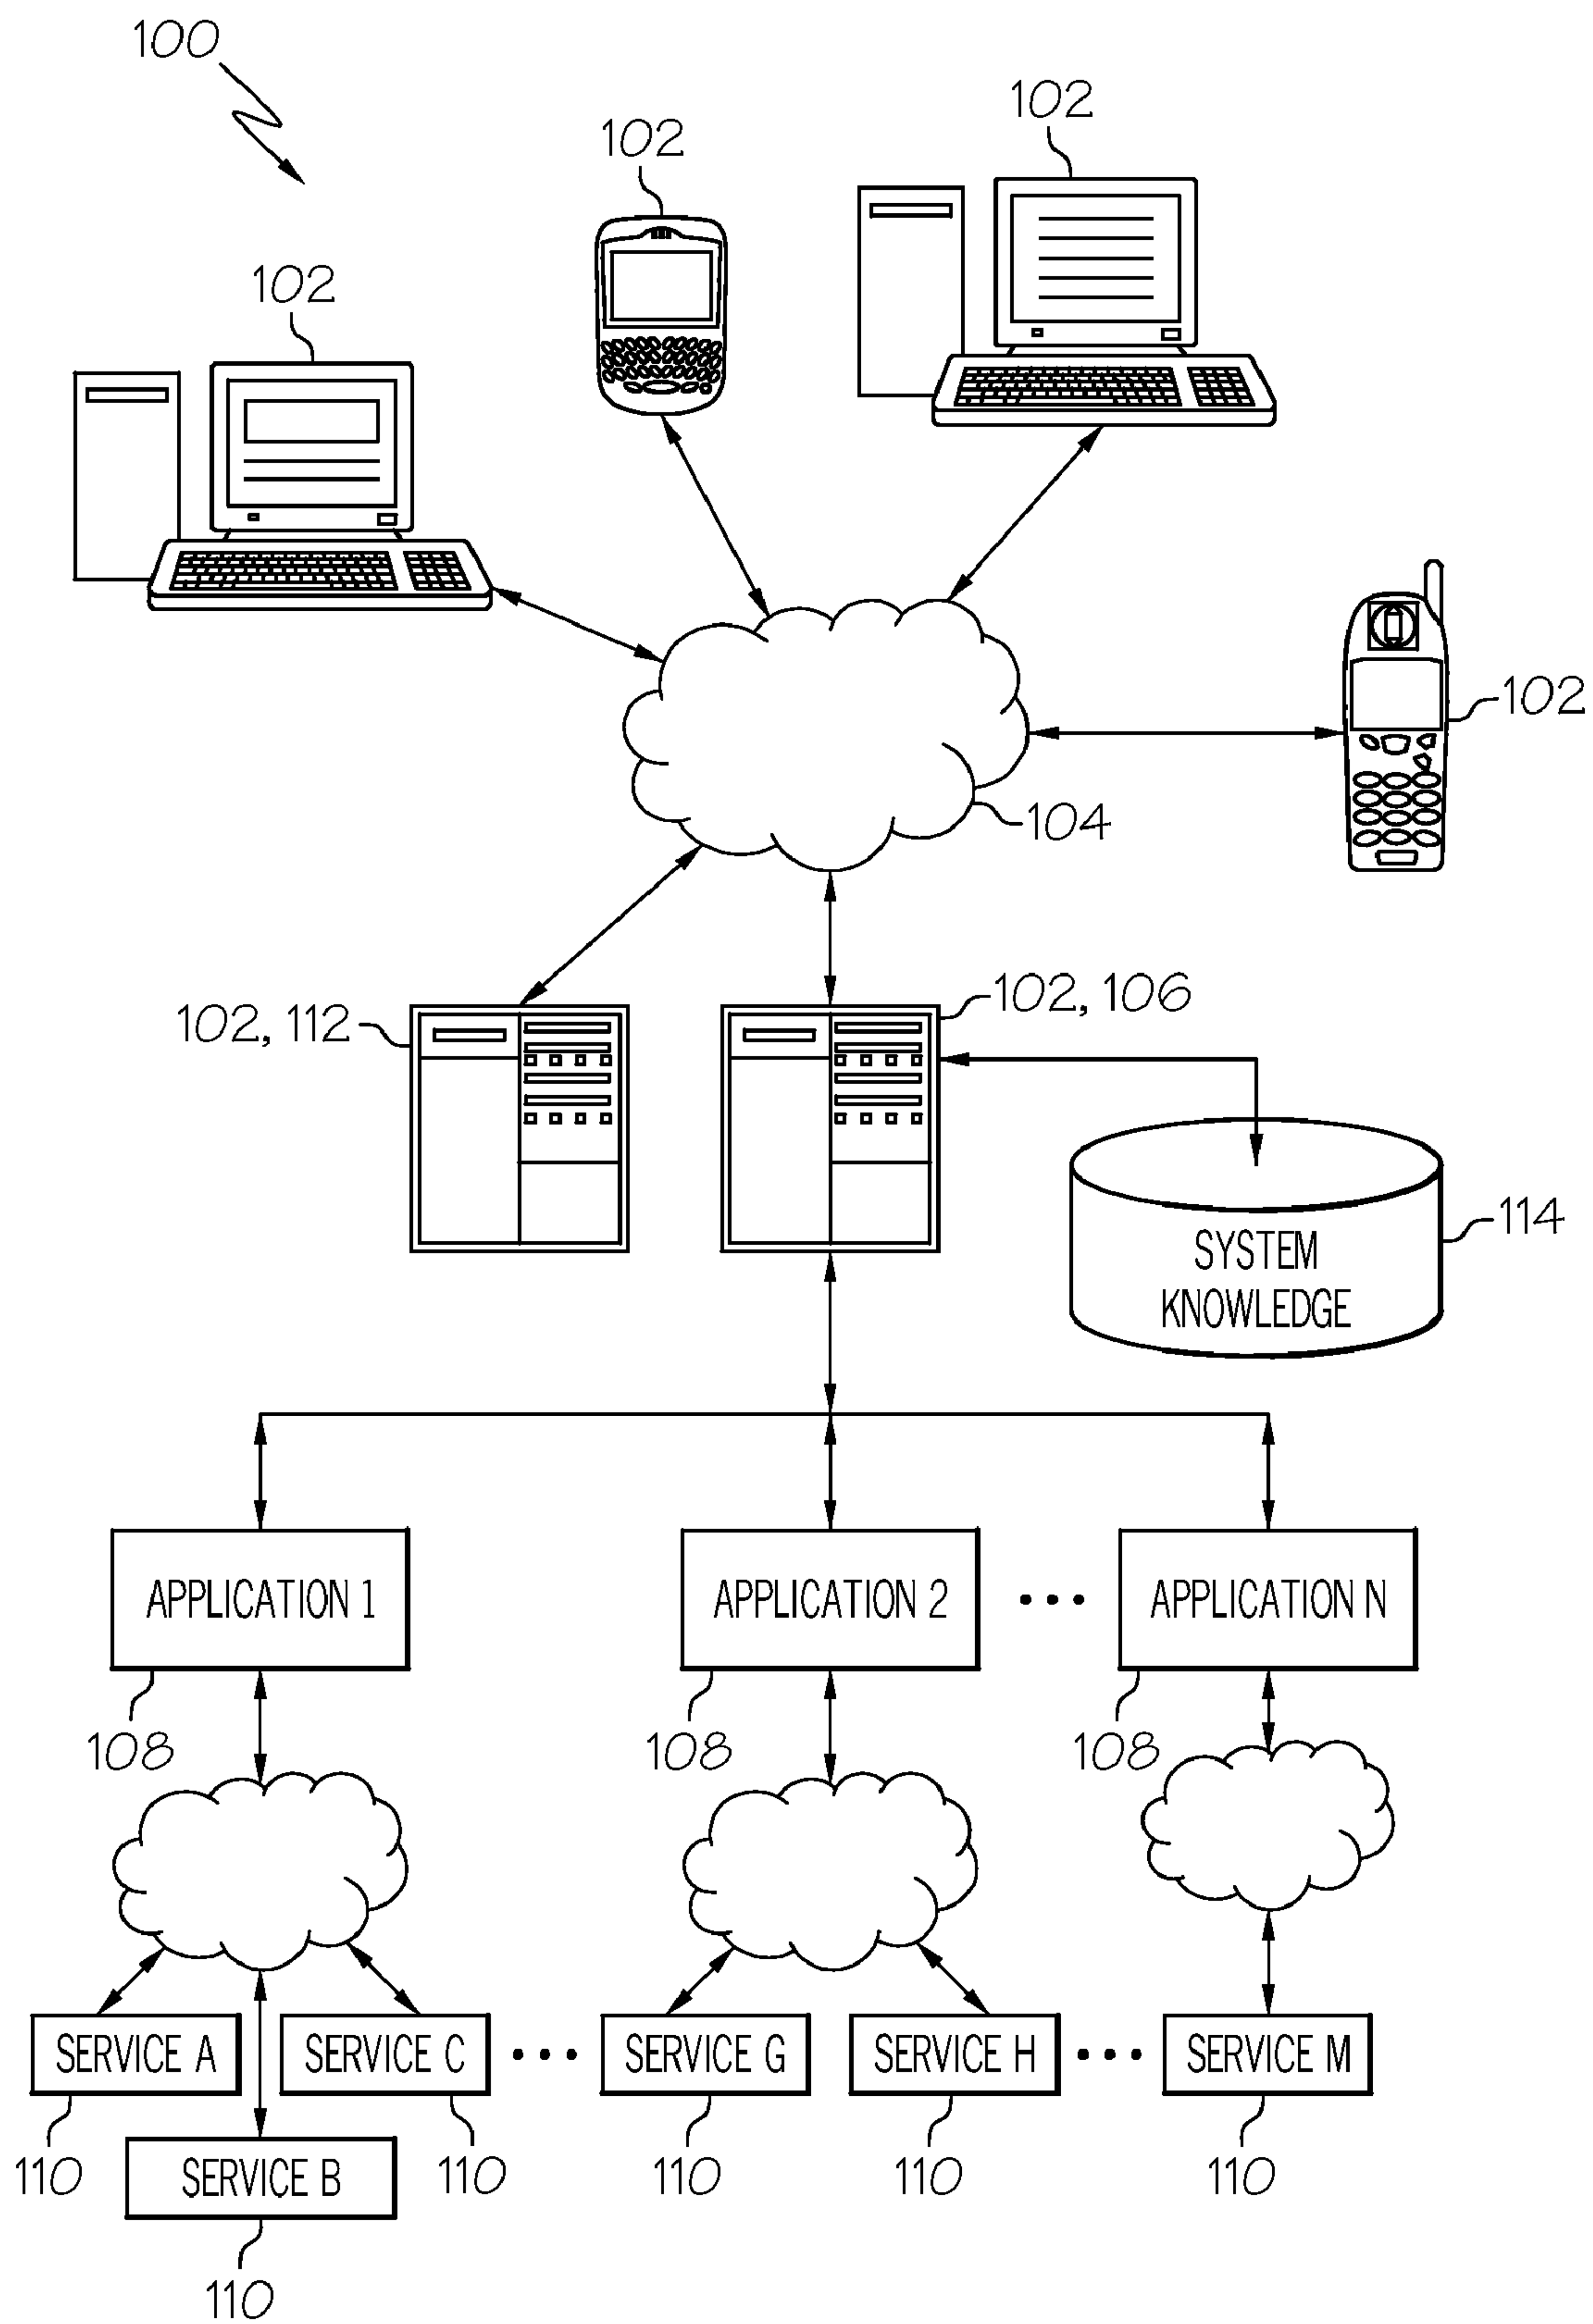 100
102
102
102
102
104
102, 112
102, 106
114
SYSTEM
KNOWLEDGE
APPLICATION 1
APPLICATION 2
•••
APPLICATION N
108
108
108
SERVICE A
SERVICE C
•••
SERVICE G
SERVICE H
•••
SERVICE M
110
SERVICE B
110
110
110
110
110